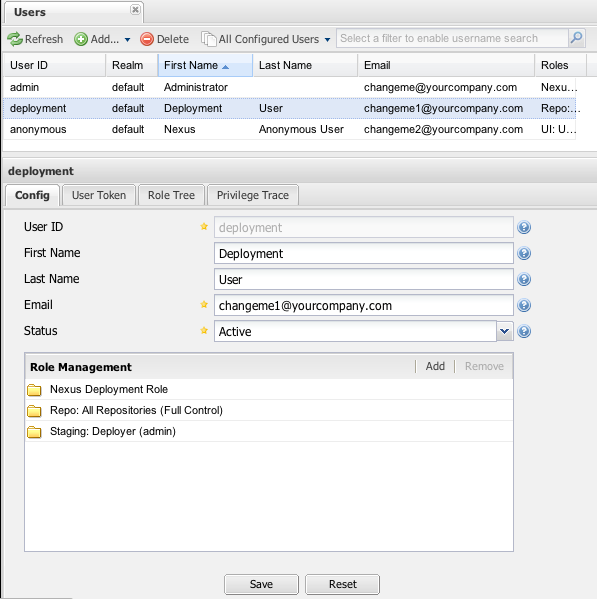 Users
Refresh Add... Delete All Configured Users Select a filter to enable username search
User ID Realm First Name Last Name Email Roles
admin default Administrator changeme@yourcompany.com Nexu...
deployment default Deployment User changeme1@yourcompany.com Repo:...
anonymous default Nexus Anonymous User changeme2@yourcompany.com UI: U...
deployment
Config User Token Role Tree Privilege Trace
User ID deployment
First Name Deployment
Last Name User
Email changeme1@yourcompany.com
Status Active
Role Management Add Remove
Nexus Deployment Role
Repo: All Repositories (Full Control)
Staging: Deployer (admin)
Save Reset